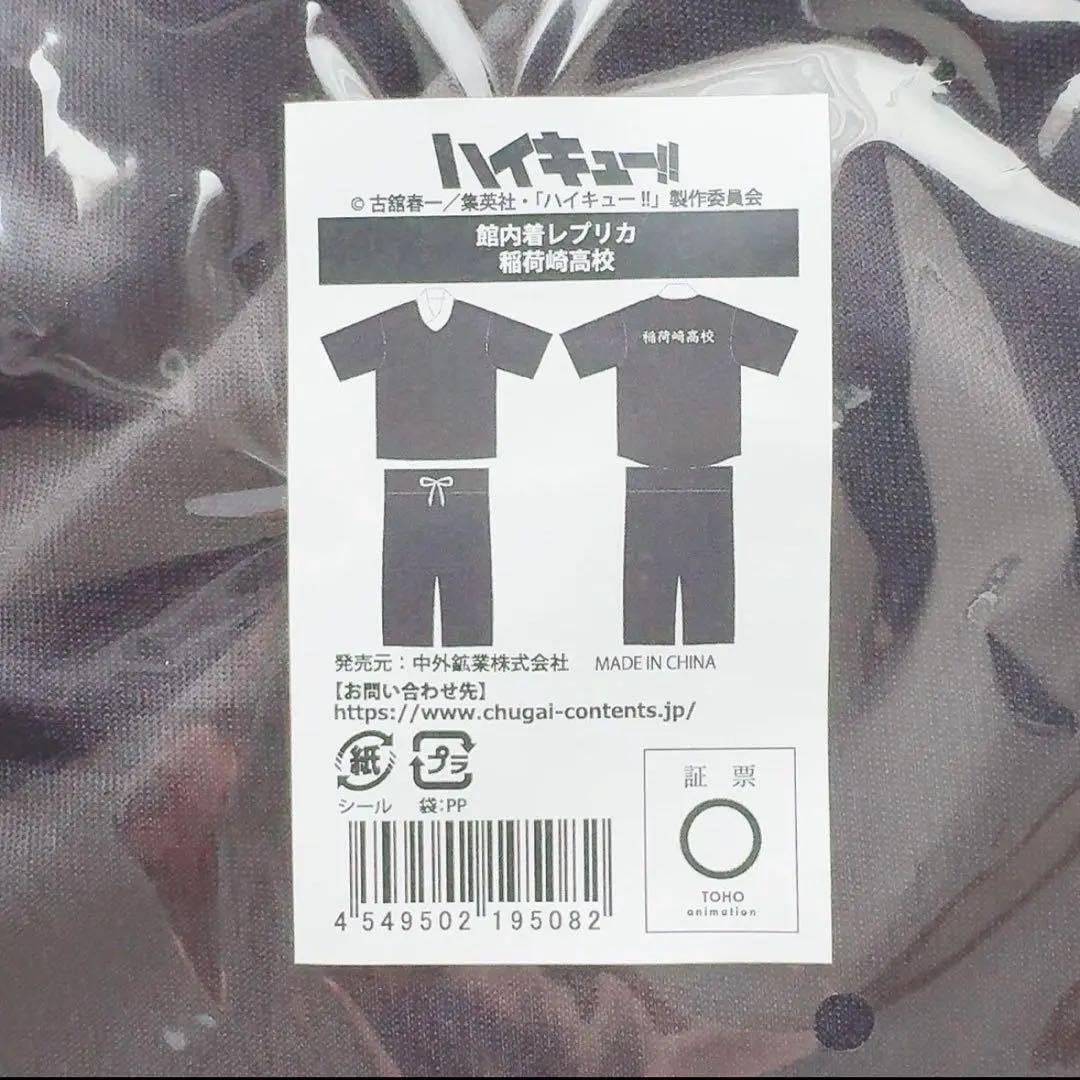 ハイキュー!!
© 古舘春一／集英社・「ハイキュー!!」製作委員会
館内着レプリカ
稲荷崎高校
稲荷崎高校
発売元：中外鉱業株式会社 MADE IN CHINA
【お問い合わせ先】
https://www.chugai-contents.jp/
紙 プラ
シール 袋:PP
4 549502 195082
証 票
TOHO
animation